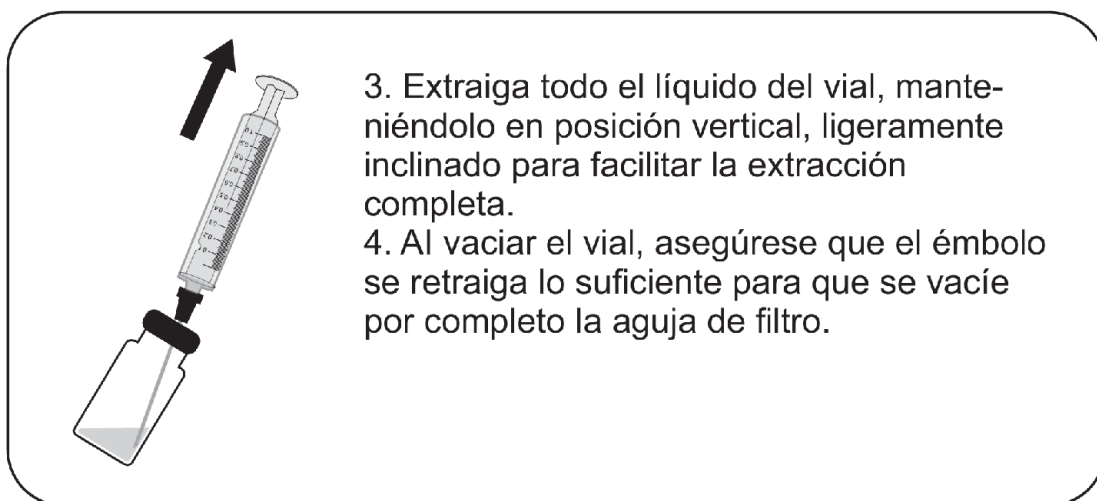 3. Extraiga todo el líquido del vial, mante-
niéndolo en posición vertical, ligeramente
inclinado para facilitar la extracción
completa.
4. Al vaciar el vial, asegúrese que el émbolo
se retraiga lo suficiente para que se vacíe
por completo la aguja de filtro.